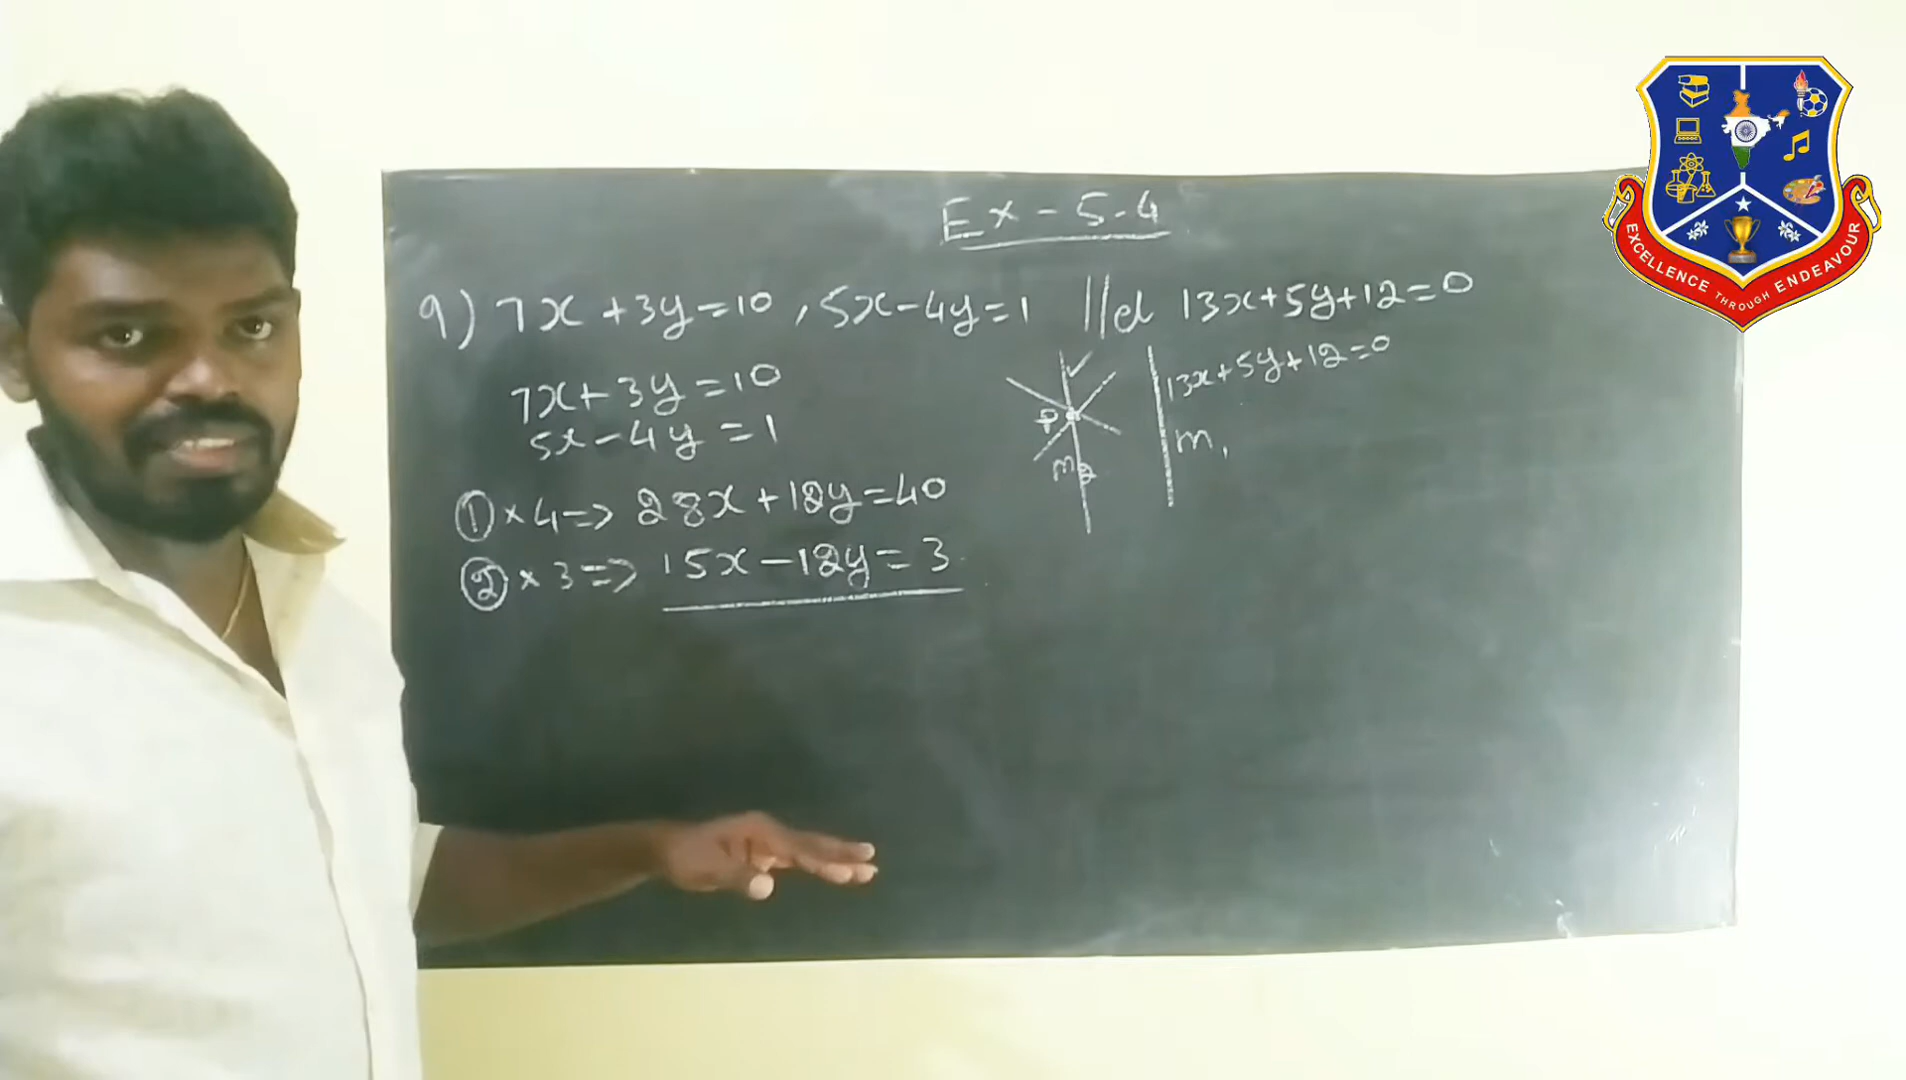 Ex - 5.4
9) 7x + 3y = 10 , 5x - 4y = 1 ||el 13x + 5y + 12 = 0
7x + 3y = 10
5x - 4y = 1
① × 4 => 28x + 12y = 40
② × 3 => 15x - 12y = 3
13x + 5y + 12 = 0
P
m₂
m₁
EXCELLENCE THROUGH ENDEAVOUR